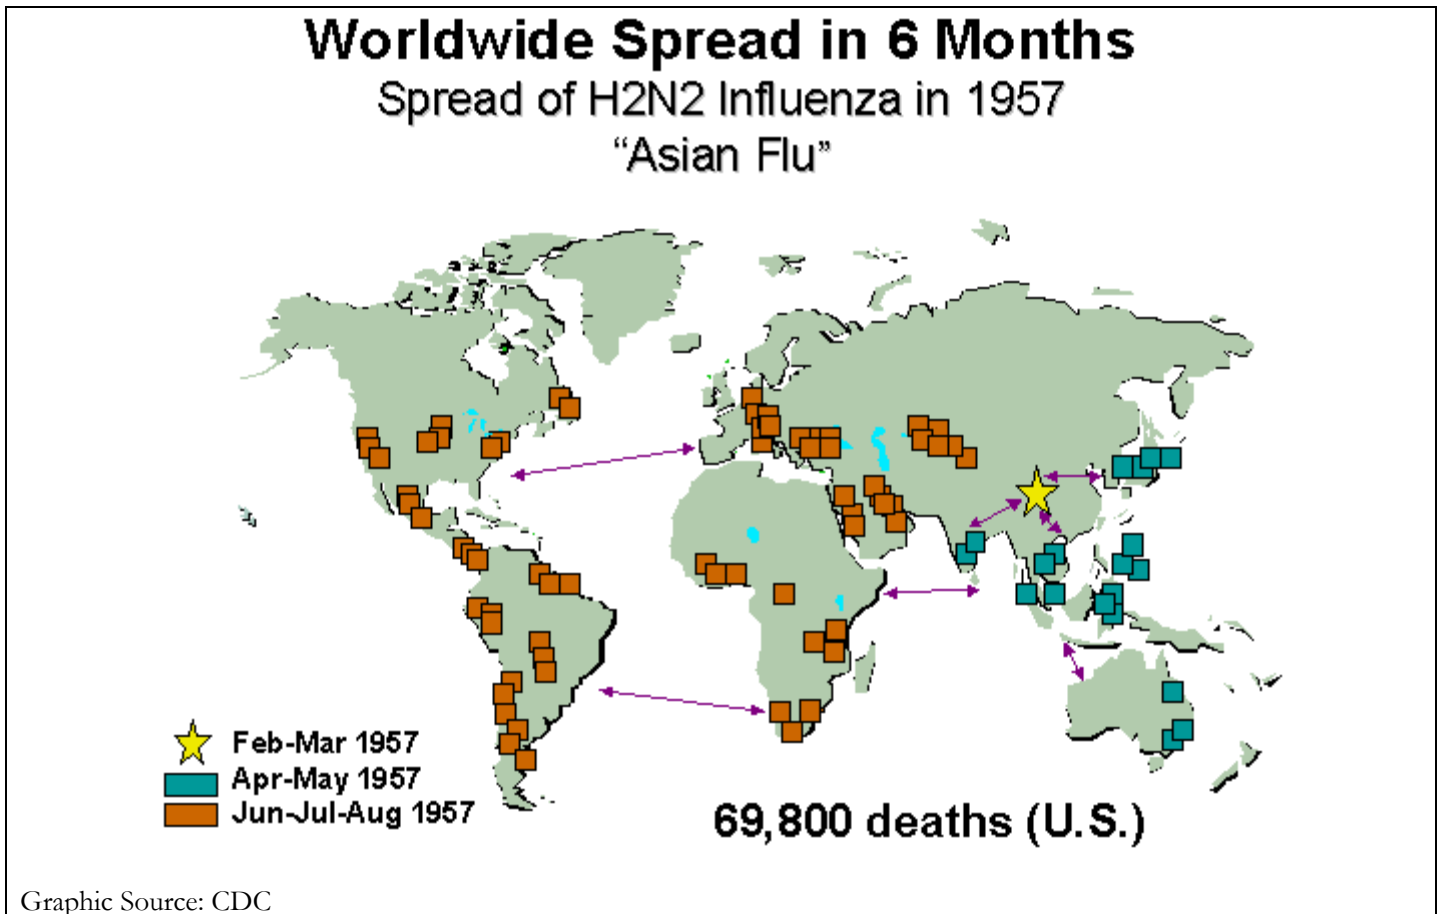 Worldwide Spread in 6 Months
Spread of H2N2 Influenza in 1957
“Asian Flu”
Feb-Mar 1957
Apr-May 1957
Jun-Jul-Aug 1957
69,800 deaths (U.S.)
Graphic Source: CDC